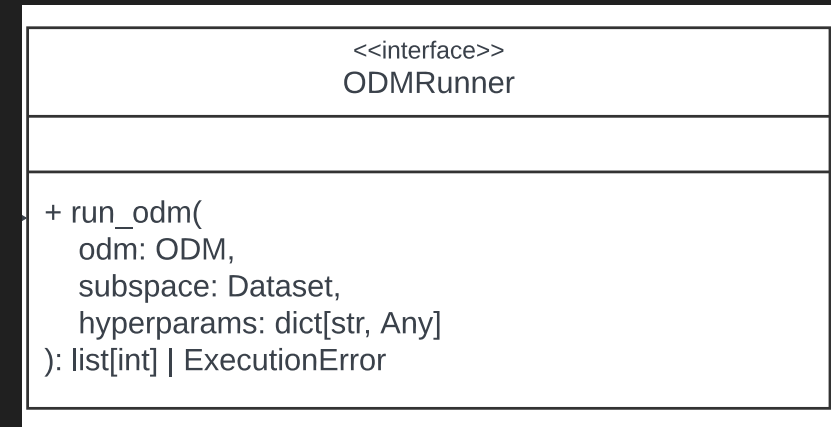 <<interface>>
ODMRunner
+ run_odm(
odm: ODM,
subspace: Dataset,
hyperparams: dict[str, Any]
): list[int] | ExecutionError